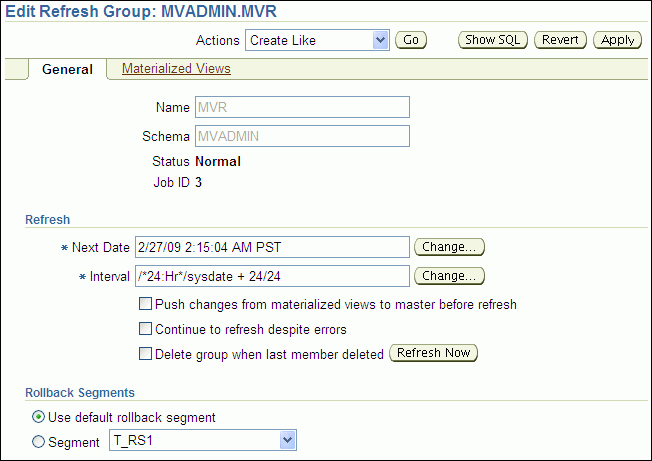 Edit Refresh Group: MVADMIN.MVR
Actions Create Like Go Show SQL Revert Apply
General Materialized Views
Name MVR
Schema MVADMIN
Status Normal
Job ID 3
Refresh
* Next Date 2/27/09 2:15:04 AM PST Change...
* Interval /*24:Hr*/sysdate + 24/24 Change...
Push changes from materialized views to master before refresh
Continue to refresh despite errors
Delete group when last member deleted Refresh Now
Rollback Segments
Use default rollback segment
Segment T_RS1